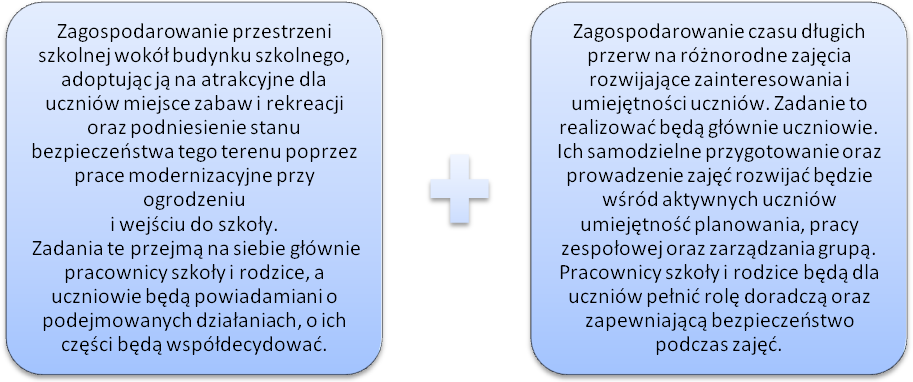 Zagospodarowanie przestrzeni
szkolnej wokół budynku szkolnego,
adoptując ją na atrakcyjne dla
uczniów miejsce zabaw i rekreacji
oraz podniesienie stanu
bezpieczeństwa tego terenu poprzez
prace modernizacyjne przy
ogrodzeniu
i wejściu do szkoły.
Zadania te przejmą na siebie głównie
pracownicy szkoły i rodzice, a
uczniowie będą powiadamiani o
podejmowanych działaniach, o ich
części będą współdecydować.
Zagospodarowanie czasu długich
przerw na różnorodne zajęcia
rozwijające zainteresowania i
umiejętności uczniów. Zadanie to
realizować będą głównie uczniowie.
Ich samodzielne przygotowanie oraz
prowadzenie zajęć rozwijać będzie
wśród aktywnych uczniów
umiejętność planowania, pracy
zespołowej oraz zarządzania grupą.
Pracownicy szkoły i rodzice będą dla
uczniów pełnić rolę doradczą oraz
zapewniającą bezpieczeństwo
podczas zajęć.